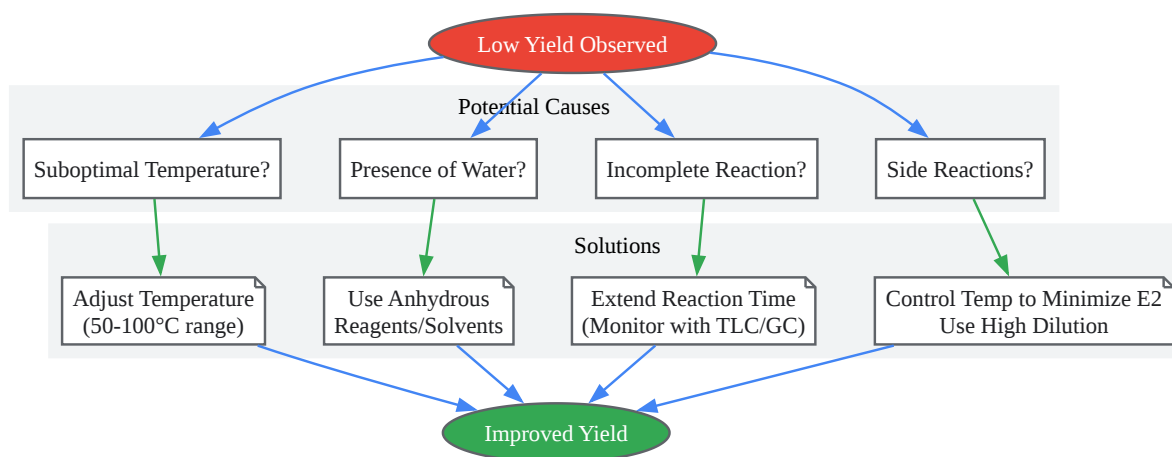 Low Yield Observed
Potential Causes
Suboptimal Temperature?
Presence of Water?
Incomplete Reaction?
Side Reactions?
Solutions
Adjust Temperature
(50-100°C range)
Use Anhydrous
Reagents/Solvents
Extend Reaction Time
(Monitor with TLC/GC)
Control Temp to Minimize E2
Use High Dilution
Improved Yield